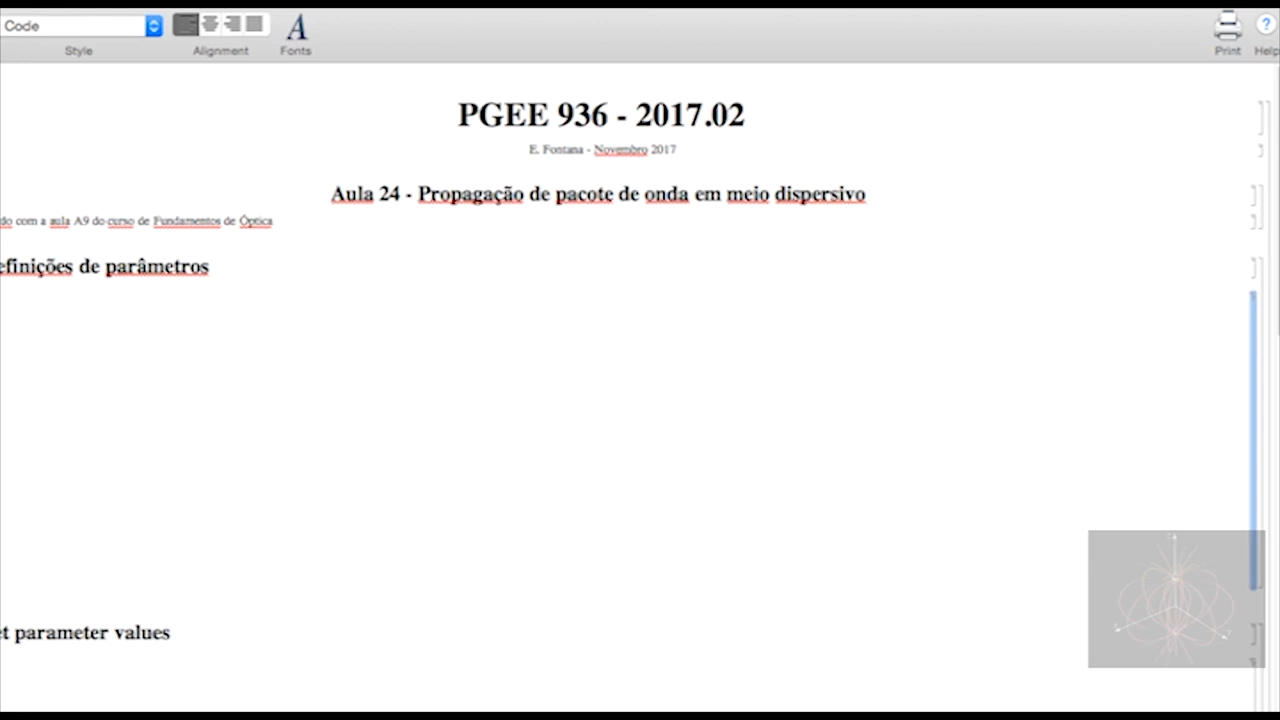 Code
Style
Alignment
A
Fonts
Print
?
Help
PGEE 936 - 2017.02
E. Fontana - Novembro 2017
Aula 24 - Propagação de pacote de onda em meio dispersivo
do com a aula A9 do curso de Fundamentos de Óptica
efinições de parâmetros
et parameter values